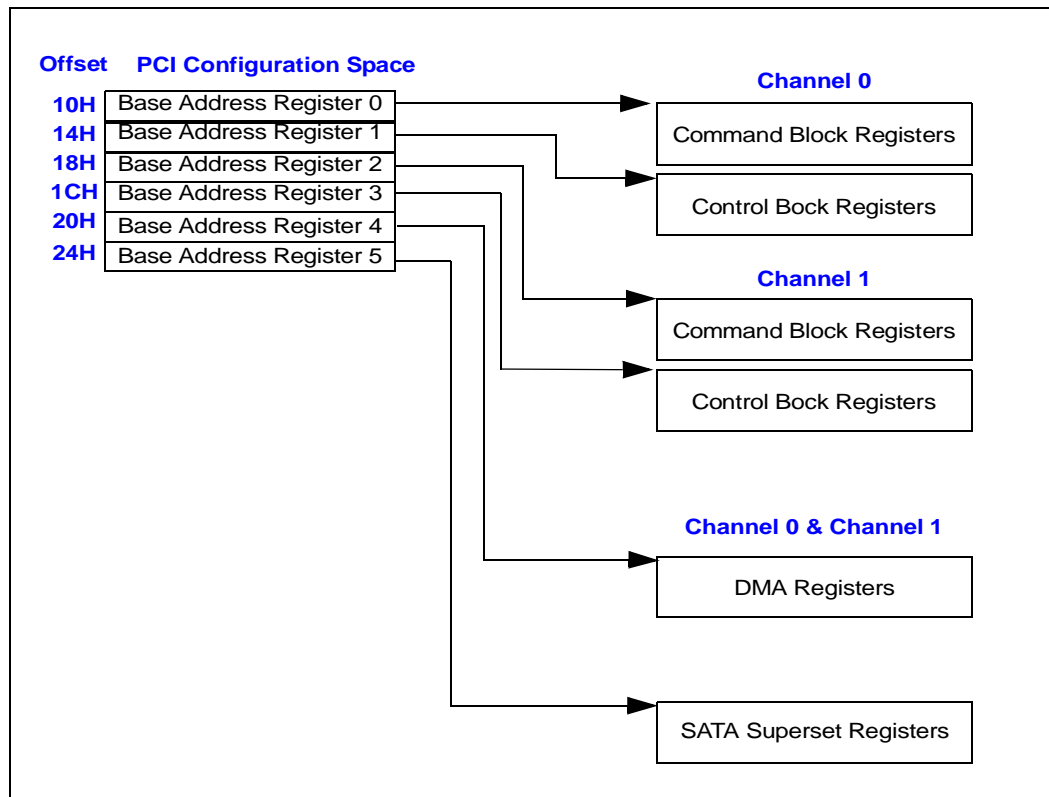 Offset PCI Configuration Space
10H Base Address Register 0
14H Base Address Register 1
18H Base Address Register 2
1CH Base Address Register 3
20H Base Address Register 4
24H Base Address Register 5
Channel 0
Command Block Registers
Control Bock Registers
Channel 1
Command Block Registers
Control Bock Registers
Channel 0 & Channel 1
DMA Registers
SATA Superset Registers